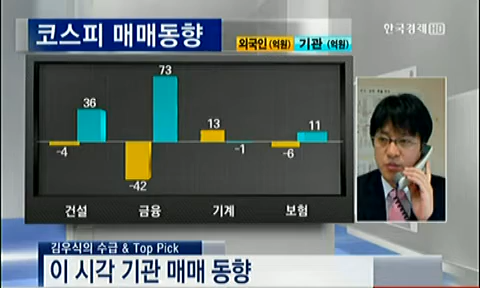 코스피 매매동향
외국인(억원) 기관(억원)
한국경제HD
36 73 13 11
-4 -42 -1 -6
건설 금융 기계 보험
김우식의 수급 & Top Pick
이 시각 기관 매매 동향